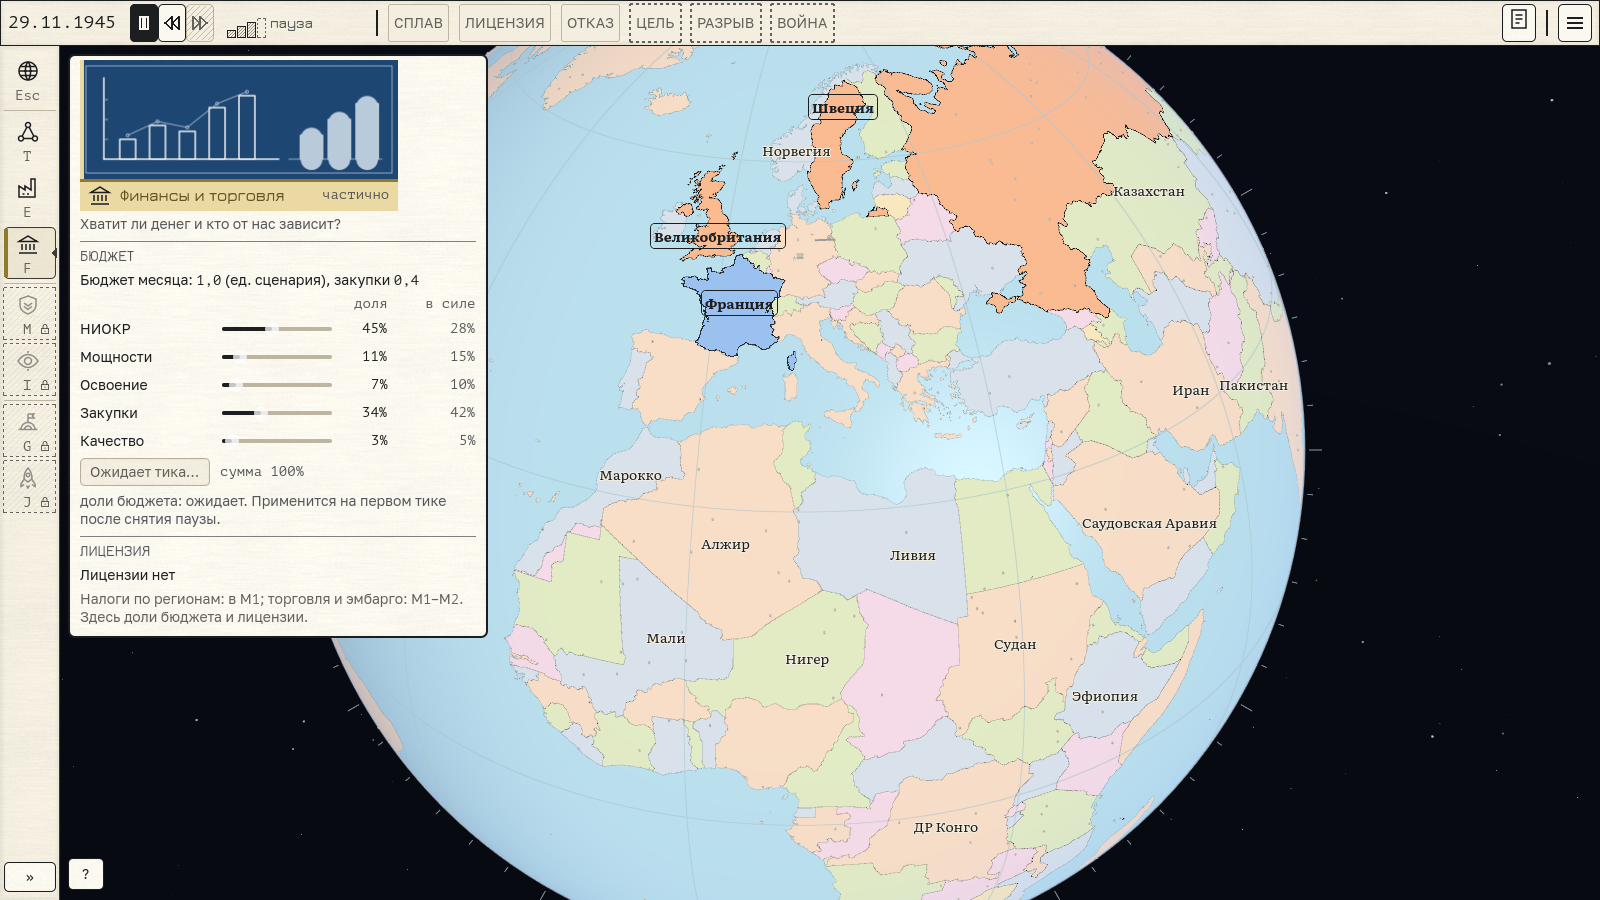 29.11.1945
пауза
СПЛАВ
ЛИЦЕНЗИЯ
ОТКАЗ
ЦЕЛЬ
РАЗРЫВ
ВОЙНА
Esc
T
E
F
M
I
G
J
»
?
Финансы и торговля
частично
Хватит ли денег и кто от нас зависит?
БЮДЖЕТ
Бюджет месяца: 1,0 (ед. сценария), закупки 0,4
доля в силе
НИОКР 45% 28%
Мощности 11% 15%
Освоение 7% 10%
Закупки 34% 42%
Качество 3% 5%
Ожидает тика… сумма 100%
доли бюджета: ожидает. Применится на первом тике
после снятия паузы.
ЛИЦЕНЗИЯ
Лицензии нет
Налоги по регионам: в М1; торговля и эмбарго: М1–М2.
Здесь доли бюджета и лицензии.
Швеция
Норвегия
Казахстан
Великобритания
Франция
Иран
Пакистан
Марокко
Алжир
Ливия
Саудовская Аравия
Мали
Нигер
Судан
Эфиопия
ДР Конго